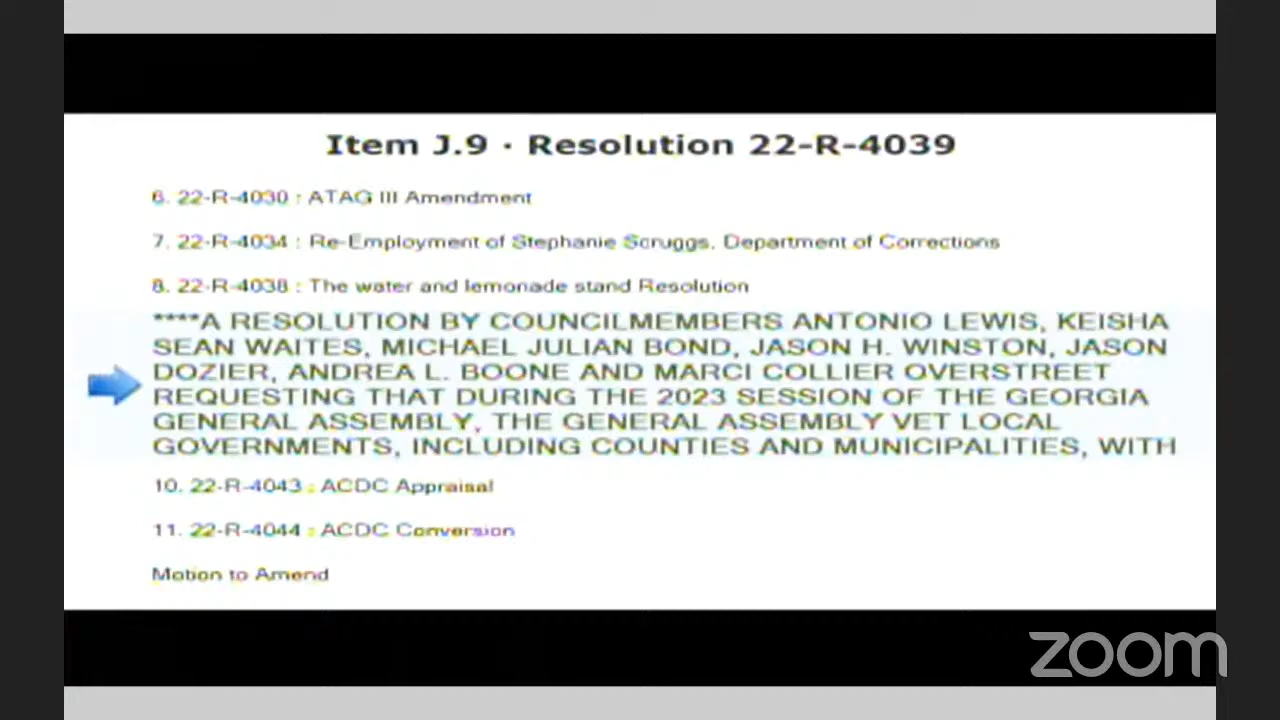 Item J.9 · Resolution 22-R-4039
6. 22-R-4030 : ATAG III Amendment
7. 22-R-4034 : Re-Employment of Stephanie Scruggs, Department of Corrections
8. 22-R-4038 : The water and lemonade stand Resolution
****A RESOLUTION BY COUNCILMEMBERS ANTONIO LEWIS, KEISHA
SEAN WAITES, MICHAEL JULIAN BOND, JASON H. WINSTON, JASON
DOZIER, ANDREA L. BOONE AND MARCI COLLIER OVERSTREET
REQUESTING THAT DURING THE 2023 SESSION OF THE GEORGIA
GENERAL ASSEMBLY, THE GENERAL ASSEMBLY VET LOCAL
GOVERNMENTS, INCLUDING COUNTIES AND MUNICIPALITIES, WITH
10. 22-R-4043 : ACDC Appraisal
11. 22-R-4044 : ACDC Conversion
Motion to Amend
zoom